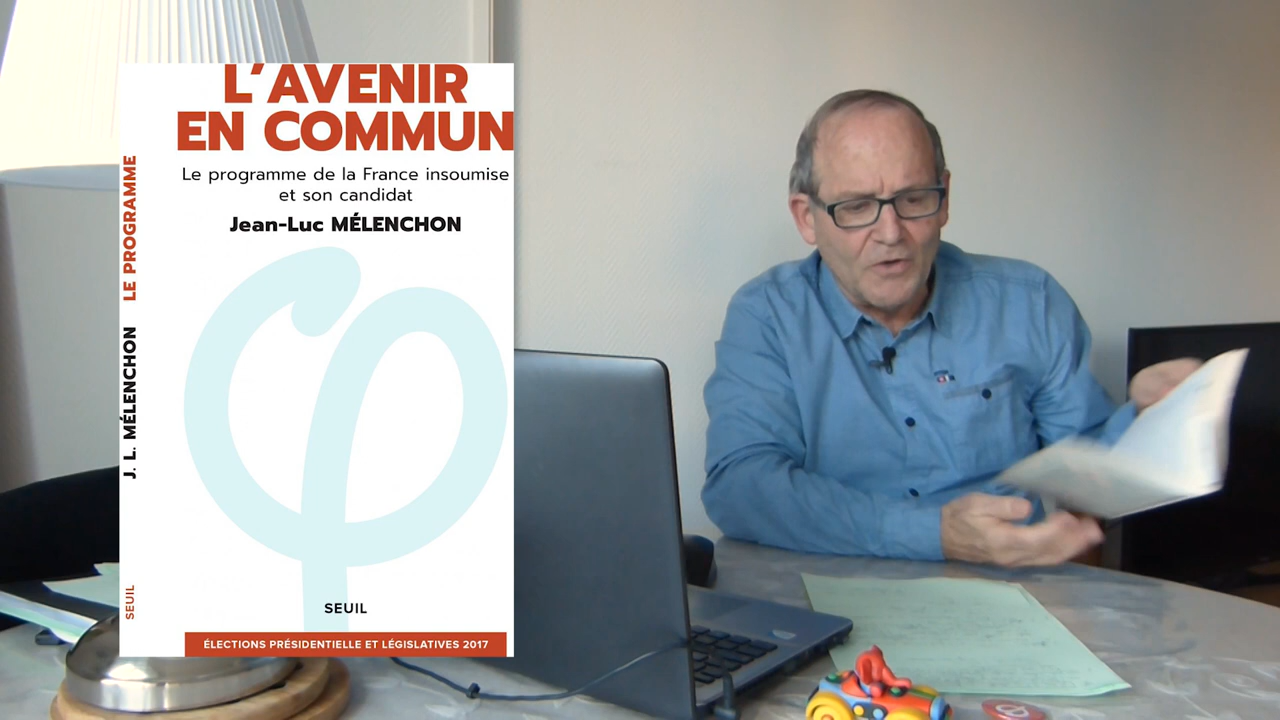 L'AVENIR
EN COMMUN
Le programme de la France insoumise
et son candidat
Jean-Luc MÉLENCHON
SEUIL
ÉLECTIONS PRÉSIDENTIELLE ET LÉGISLATIVES 2017
J. L. MÉLENCHON LE PROGRAMME
SEUIL